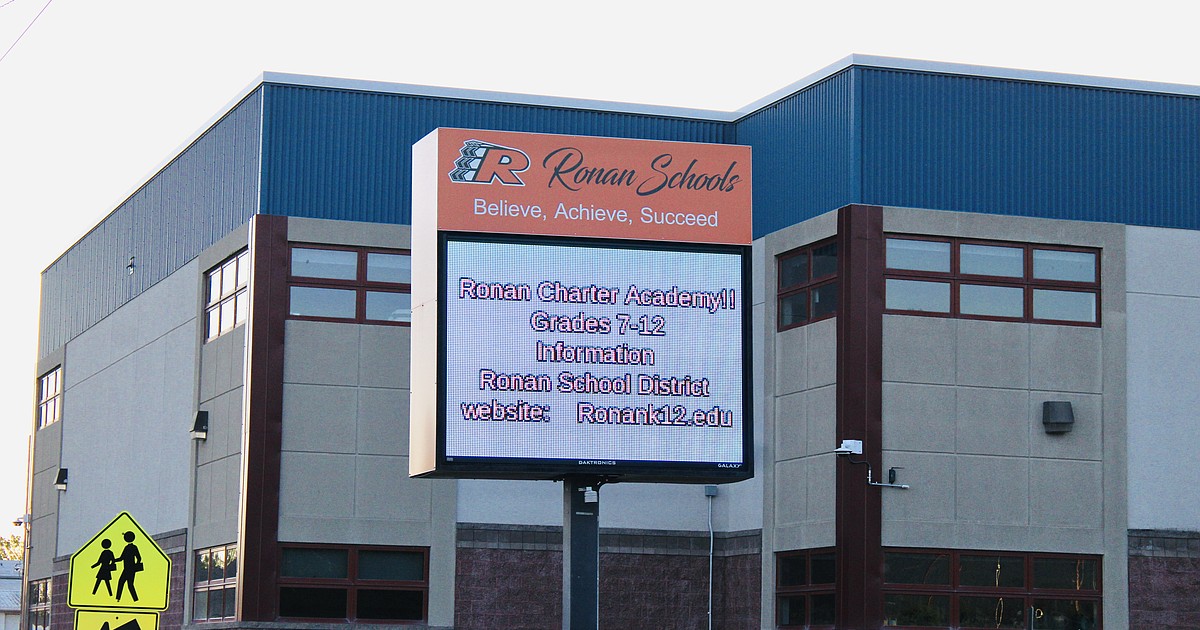 R Ronan Schools
Believe, Achieve, Succeed
Ronan Charter Academy!!
Grades 7-12
Information
Ronan School District
website: Ronank12.edu
DAKTRONICS
GALAXY